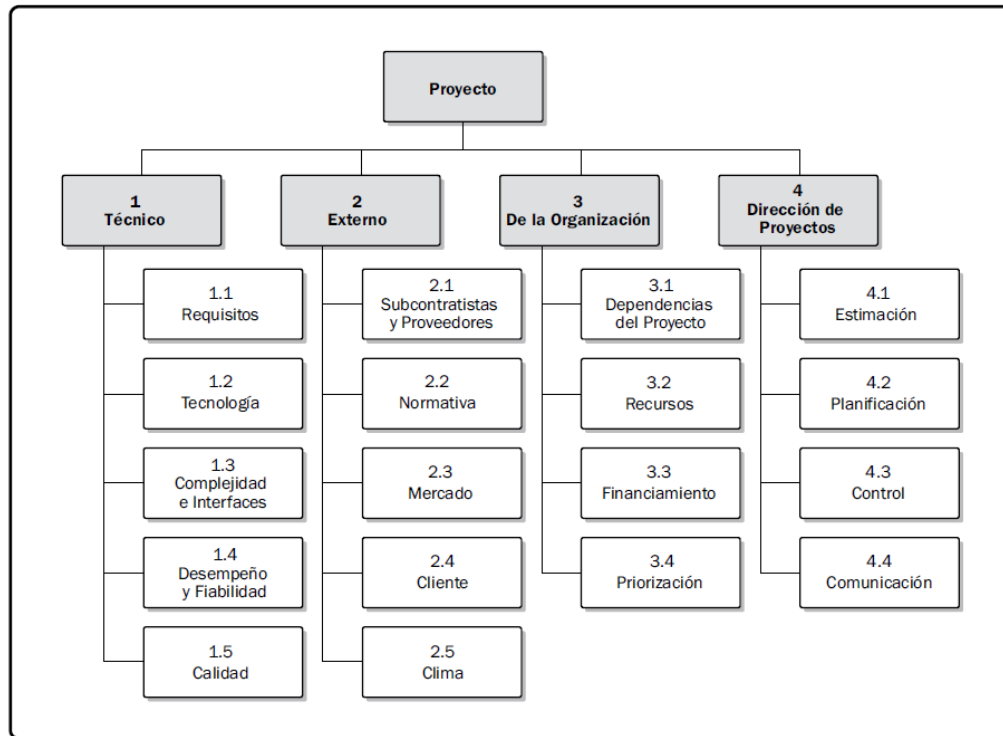 Proyecto
1
Técnico
2
Externo
3
De la Organización
4
Dirección de
Proyectos
1.1
Requisitos
1.2
Tecnología
1.3
Complejidad
e Interfaces
1.4
Desempeño
y Fiabilidad
1.5
Calidad
2.1
Subcontratistas
y Proveedores
2.2
Normativa
2.3
Mercado
2.4
Cliente
2.5
Clima
3.1
Dependencias
del Proyecto
3.2
Recursos
3.3
Financiamiento
3.4
Priorización
4.1
Estimación
4.2
Planificación
4.3
Control
4.4
Comunicación